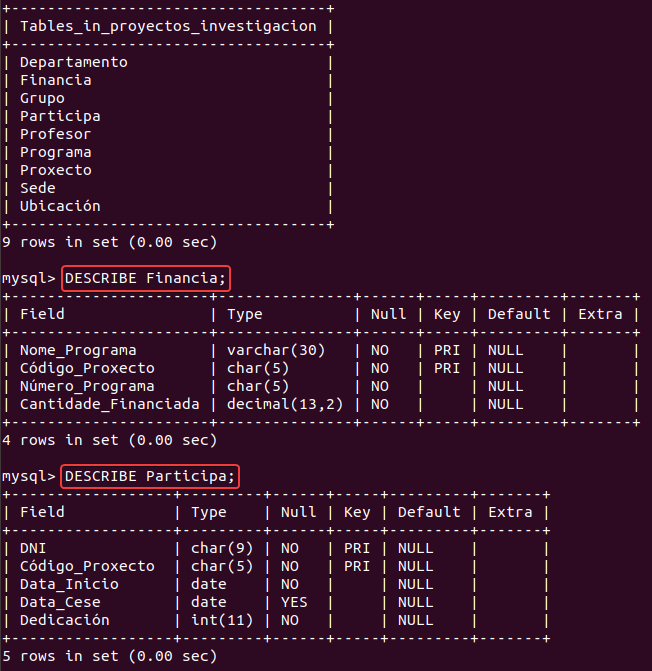 +-----------------------------------+
| Tables_in_proyectos_investigacion |
+-----------------------------------+
| Departamento                      |
| Financia                          |
| Grupo                             |
| Participa                         |
| Profesor                          |
| Programa                          |
| Proxecto                          |
| Sede                              |
| Ubicación                         |
+-----------------------------------+
9 rows in set (0.00 sec)
mysql> DESCRIBE Financia;
+----------------------+---------------+------+-----+---------+-------+
| Field                | Type          | Null | Key | Default | Extra |
+----------------------+---------------+------+-----+---------+-------+
| Nome_Programa        | varchar(30)   | NO   | PRI | NULL    |       |
| Código_Proxecto      | char(5)       | NO   | PRI | NULL    |       |
| Número_Programa      | char(5)       | NO   |     | NULL    |       |
| Cantidade_Financiada | decimal(13,2) | NO   |     | NULL    |       |
+----------------------+---------------+------+-----+---------+-------+
4 rows in set (0.00 sec)
mysql> DESCRIBE Participa;
+------------------+---------+------+-----+---------+-------+
| Field            | Type    | Null | Key | Default | Extra |
+------------------+---------+------+-----+---------+-------+
| DNI              | char(9) | NO   | PRI | NULL    |       |
| Código_Proxecto  | char(5) | NO   | PRI | NULL    |       |
| Data_Inicio      | date    | NO   |     | NULL    |       |
| Data_Cese        | date    | YES  |     | NULL    |       |
| Dedicación       | int(11) | NO   |     | NULL    |       |
+------------------+---------+------+-----+---------+-------+
5 rows in set (0.00 sec)